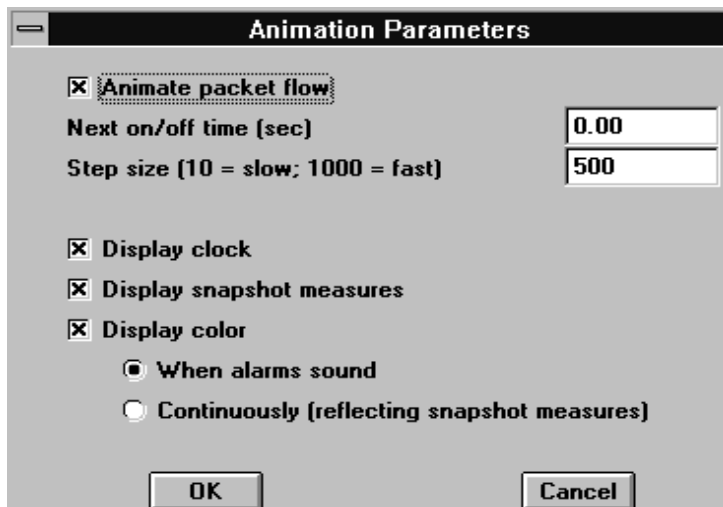 Animation Parameters
Animate packet flow
Next on/off time (sec) 0.00
Step size (10 = slow; 1000 = fast) 500
Display clock
Display snapshot measures
Display color
When alarms sound
Continuously (reflecting snapshot measures)
OK Cancel